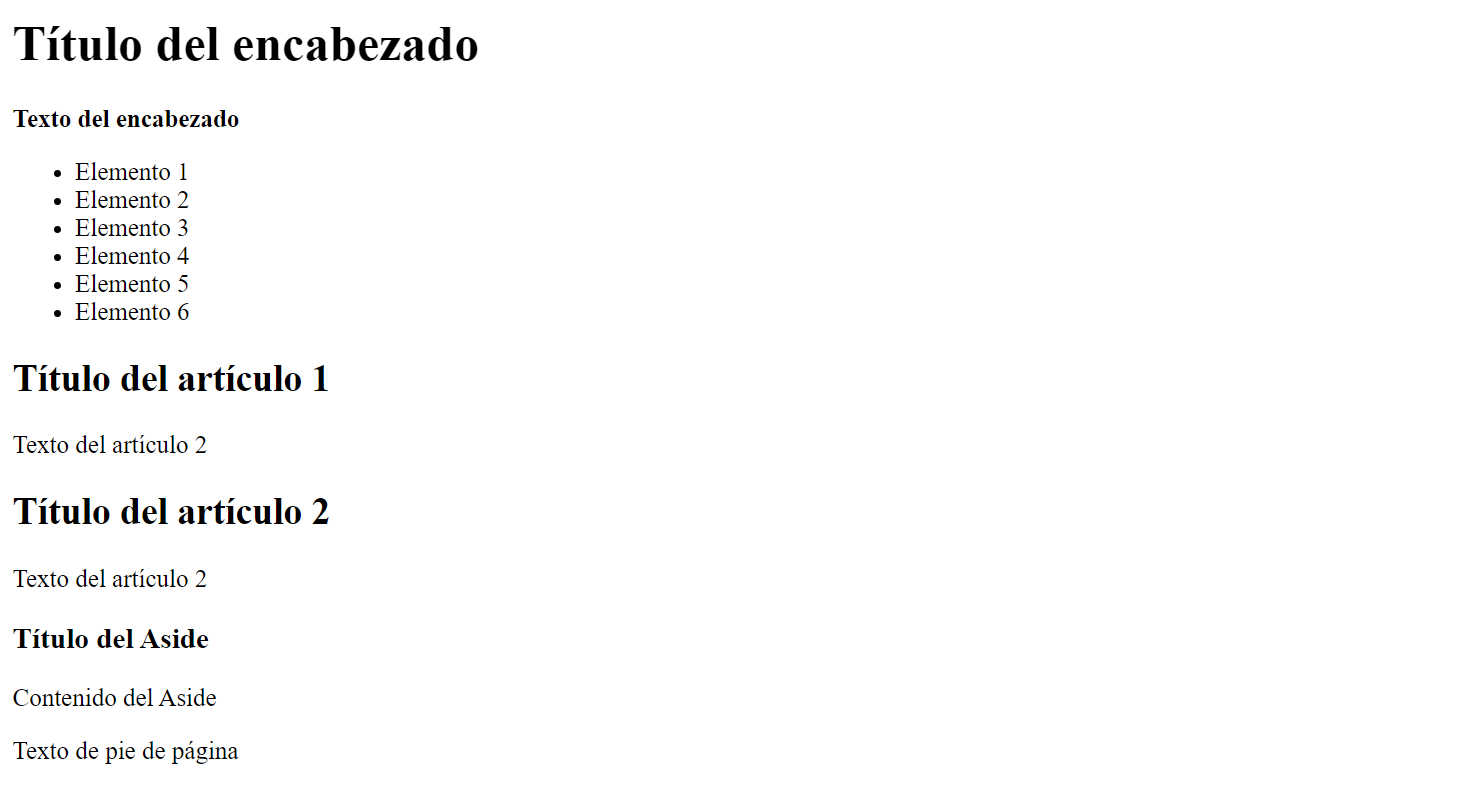 Título del encabezado
Texto del encabezado
Elemento 1
Elemento 2
Elemento 3
Elemento 4
Elemento 5
Elemento 6
Título del artículo 1
Texto del artículo 2
Título del artículo 2
Texto del artículo 2
Título del Aside
Contenido del Aside
Texto de pie de página